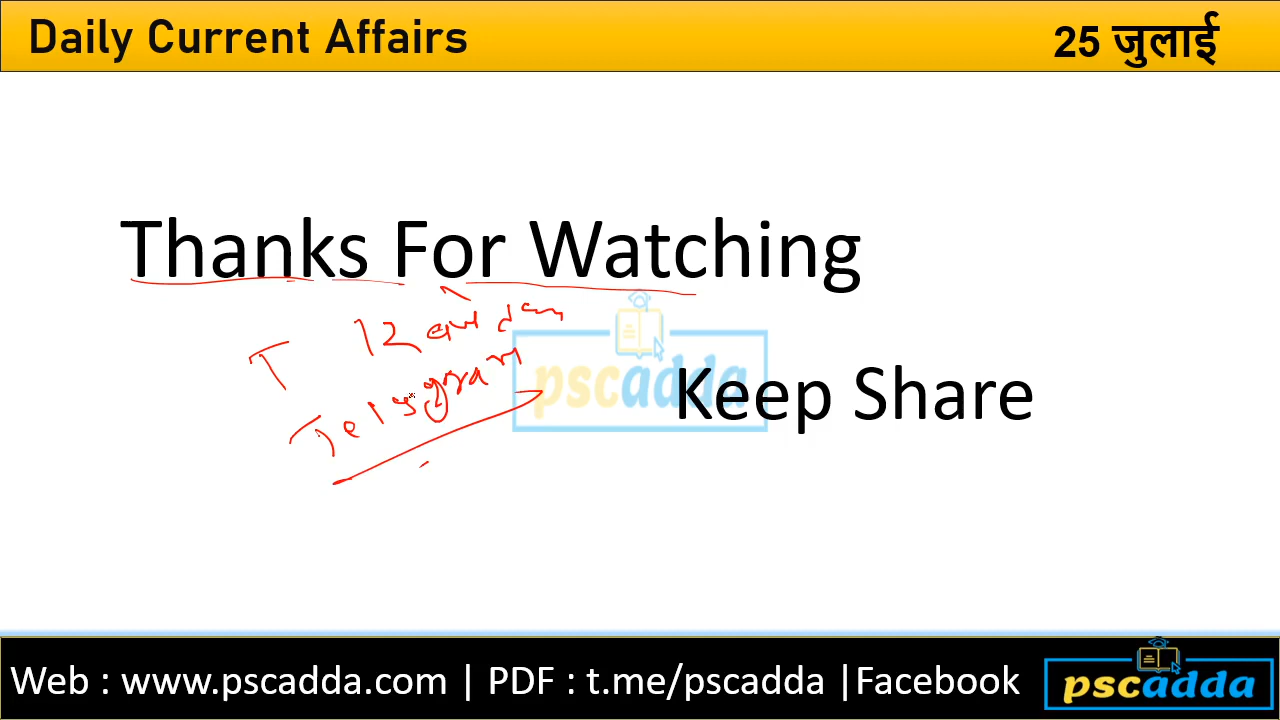 Daily Current Affairs
25 जुलाई
Thanks For Watching
Telegram
pscadda
Keep Share
Web : www.pscadda.com | PDF : t.me/pscadda |Facebook
pscadda